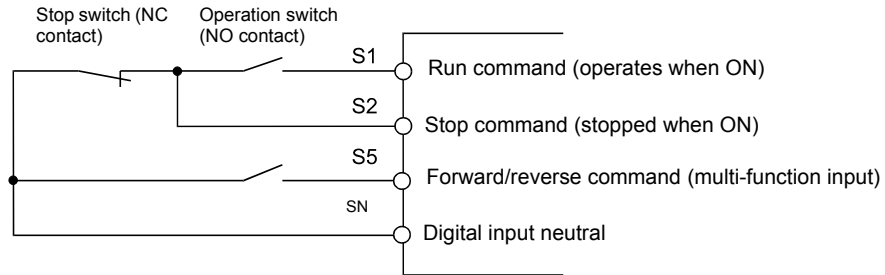 Stop switch (NC
contact)
Operation switch
(NO contact)
S1
Run command (operates when ON)
S2
Stop command (stopped when ON)
S5
Forward/reverse command (multi-function input)
SN
Digital input neutral